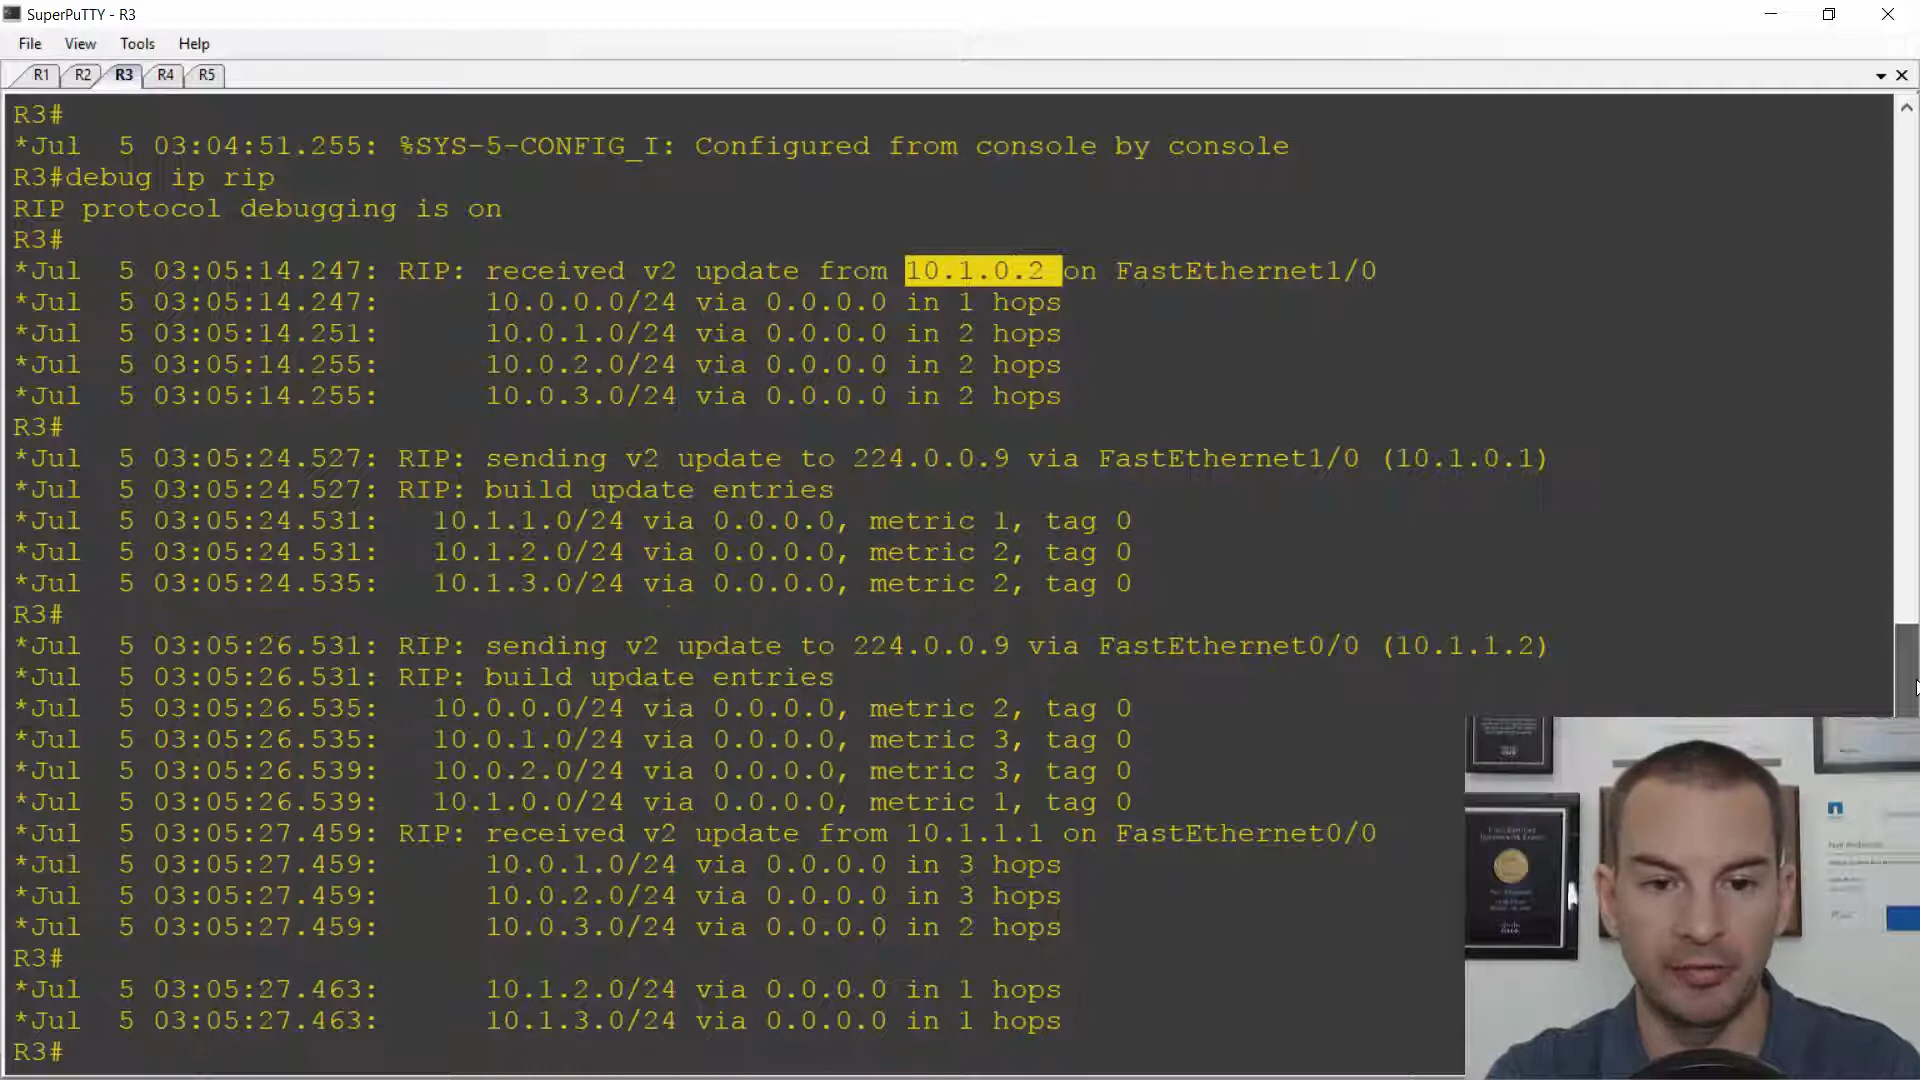 SuperPuTTY - R3
File View Tools Help
R1 R2 R3 R4 R5
R3#
*Jul  5 03:04:51.255: %SYS-5-CONFIG_I: Configured from console by console
R3#debug ip rip
RIP protocol debugging is on
R3#
*Jul  5 03:05:14.247: RIP: received v2 update from 10.1.0.2 on FastEthernet1/0
*Jul  5 03:05:14.247:      10.0.0.0/24 via 0.0.0.0 in 1 hops
*Jul  5 03:05:14.251:      10.0.1.0/24 via 0.0.0.0 in 2 hops
*Jul  5 03:05:14.255:      10.0.2.0/24 via 0.0.0.0 in 2 hops
*Jul  5 03:05:14.255:      10.0.3.0/24 via 0.0.0.0 in 2 hops
R3#
*Jul  5 03:05:24.527: RIP: sending v2 update to 224.0.0.9 via FastEthernet1/0 (10.1.0.1)
*Jul  5 03:05:24.527: RIP: build update entries
*Jul  5 03:05:24.531:   10.1.1.0/24 via 0.0.0.0, metric 1, tag 0
*Jul  5 03:05:24.531:   10.1.2.0/24 via 0.0.0.0, metric 2, tag 0
*Jul  5 03:05:24.535:   10.1.3.0/24 via 0.0.0.0, metric 2, tag 0
R3#
*Jul  5 03:05:26.531: RIP: sending v2 update to 224.0.0.9 via FastEthernet0/0 (10.1.1.2)
*Jul  5 03:05:26.531: RIP: build update entries
*Jul  5 03:05:26.535:   10.0.0.0/24 via 0.0.0.0, metric 2, tag 0
*Jul  5 03:05:26.535:   10.0.1.0/24 via 0.0.0.0, metric 3, tag 0
*Jul  5 03:05:26.539:   10.0.2.0/24 via 0.0.0.0, metric 3, tag 0
*Jul  5 03:05:26.539:   10.1.0.0/24 via 0.0.0.0, metric 1, tag 0
*Jul  5 03:05:27.459: RIP: received v2 update from 10.1.1.1 on FastEthernet0/0
*Jul  5 03:05:27.459:      10.0.1.0/24 via 0.0.0.0 in 3 hops
*Jul  5 03:05:27.459:      10.0.2.0/24 via 0.0.0.0 in 3 hops
*Jul  5 03:05:27.459:      10.0.3.0/24 via 0.0.0.0 in 2 hops
R3#
*Jul  5 03:05:27.463:      10.1.2.0/24 via 0.0.0.0 in 1 hops
*Jul  5 03:05:27.463:      10.1.3.0/24 via 0.0.0.0 in 1 hops
R3#